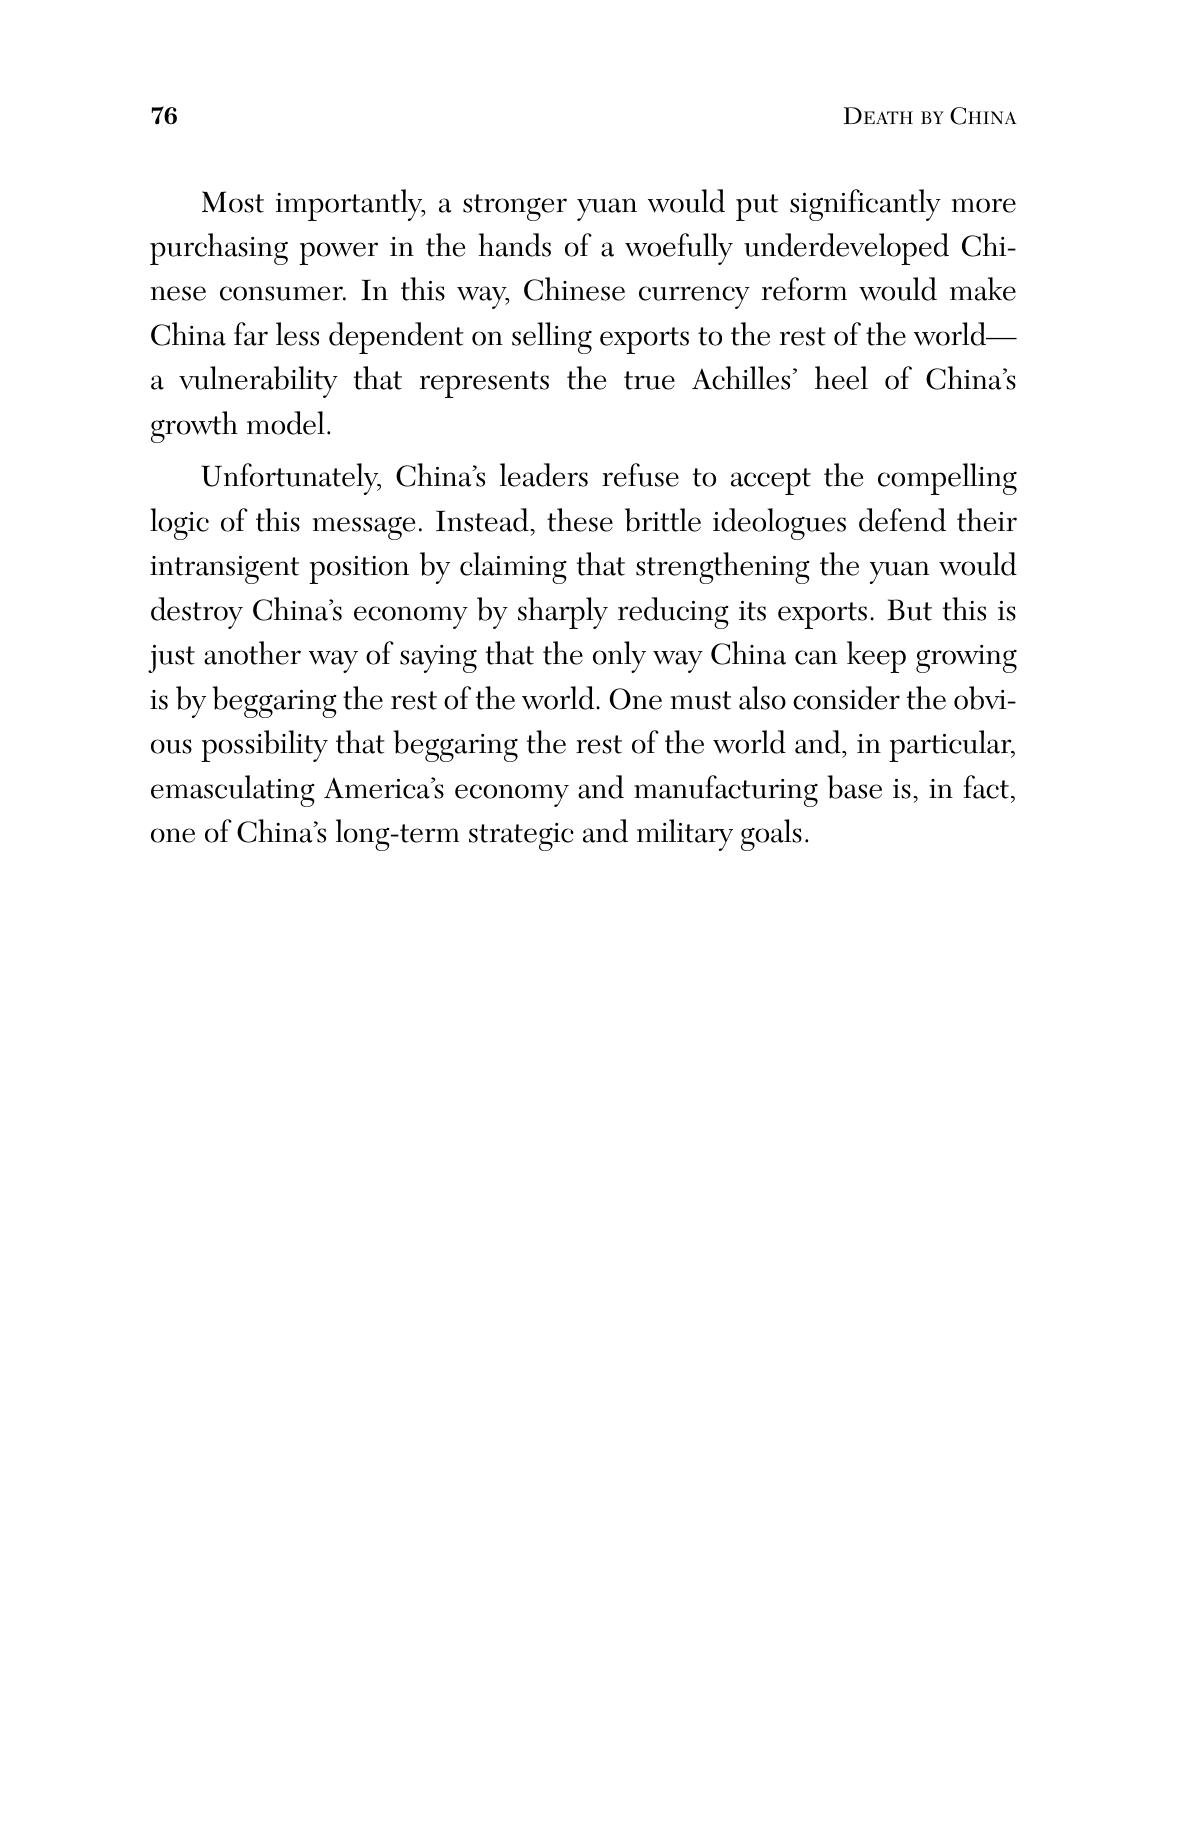 76 DEATH BY CHINA
Most importantly, a stronger yuan would put significantly more
purchasing power in the hands of a woefully underdeveloped Chi-
nese consumer. In this way, Chinese currency reform would make
China far less dependent on selling exports to the rest of the world—
a vulnerability that represents the true Achilles’ heel of China’s
growth model.
Unfortunately, China’s leaders refuse to accept the compelling
logic of this message. Instead, these brittle ideologues defend their
intransigent position by claiming that strengthening the yuan would
destroy China’s economy by sharply reducing its exports. But this is
just another way of saying that the only way China can keep growing
is by beggaring the rest of the world. One must also consider the obvi-
ous possibility that beggaring the rest of the world and, in particular,
emasculating America’s economy and manufacturing base is, in fact,
one of China’s long-term strategic and military goals.